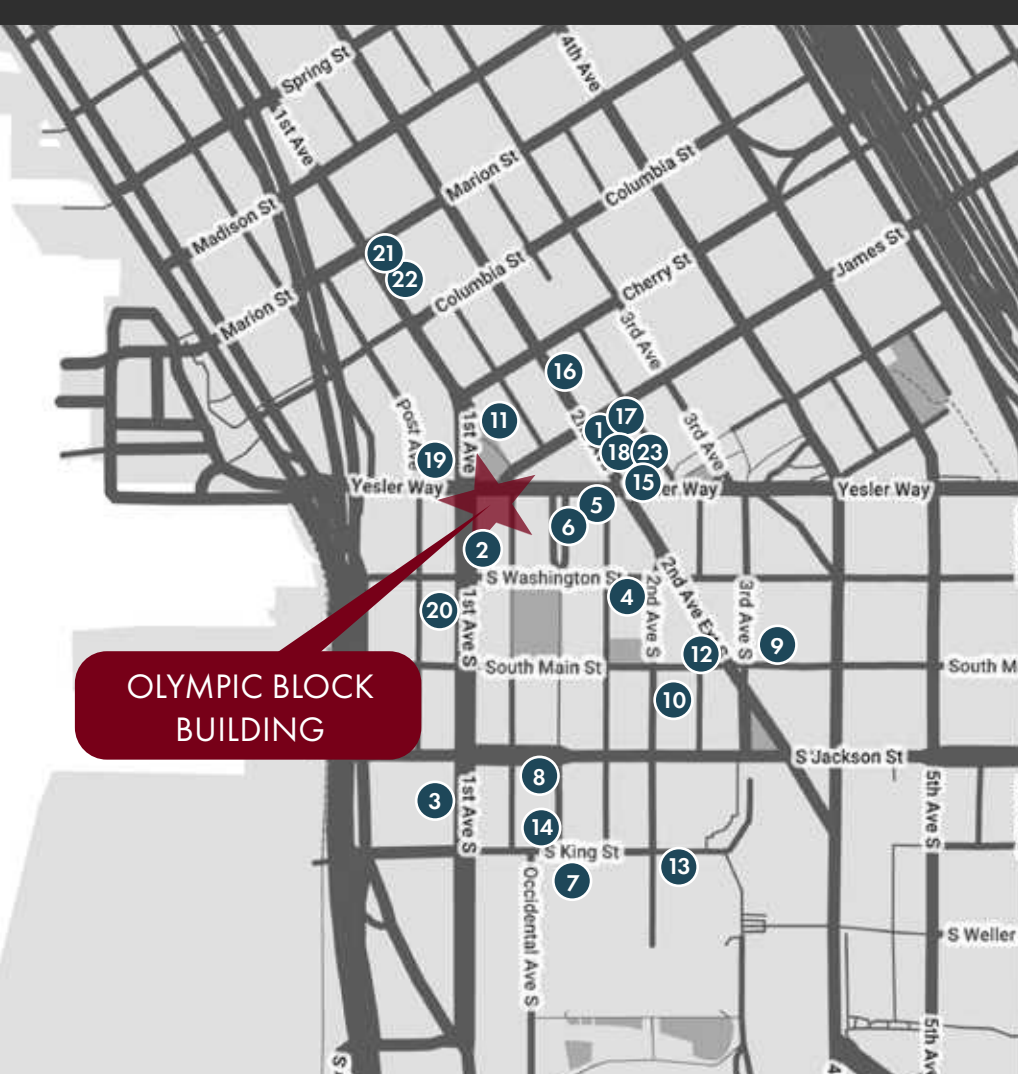 4th Ave
Spring St
1st Ave
Marion St
Columbia St
Madison St
James St
21
22
Columbia St
Cherry St
Marion St
3rd Ave
16
Post Ave
1st Ave
11
17
1
3rd Ave
19
18
23
Yesler Way
15
Yesler Way
5
6
2
S Washington St
4
20
1st Ave S
2nd Ave S
3rd Ave S
12
9
South Main St
OLYMPIC BLOCK
BUILDING
10
S Jackson St
8
3
1st Ave S
5th Ave S
14
S King St
7
13
Occidental Ave S
S Weller